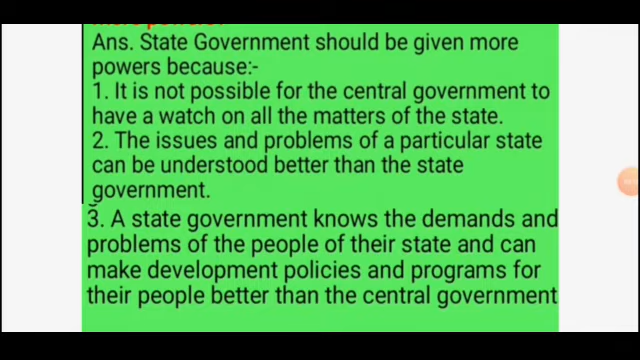 Ans. State Government should be given more
powers because:-
1. It is not possible for the central government to
have a watch on all the matters of the state.
2. The issues and problems of a particular state
can be understood better than the state
government.
3. A state government knows the demands and
problems of the people of their state and can
make development policies and programs for
their people better than the central government